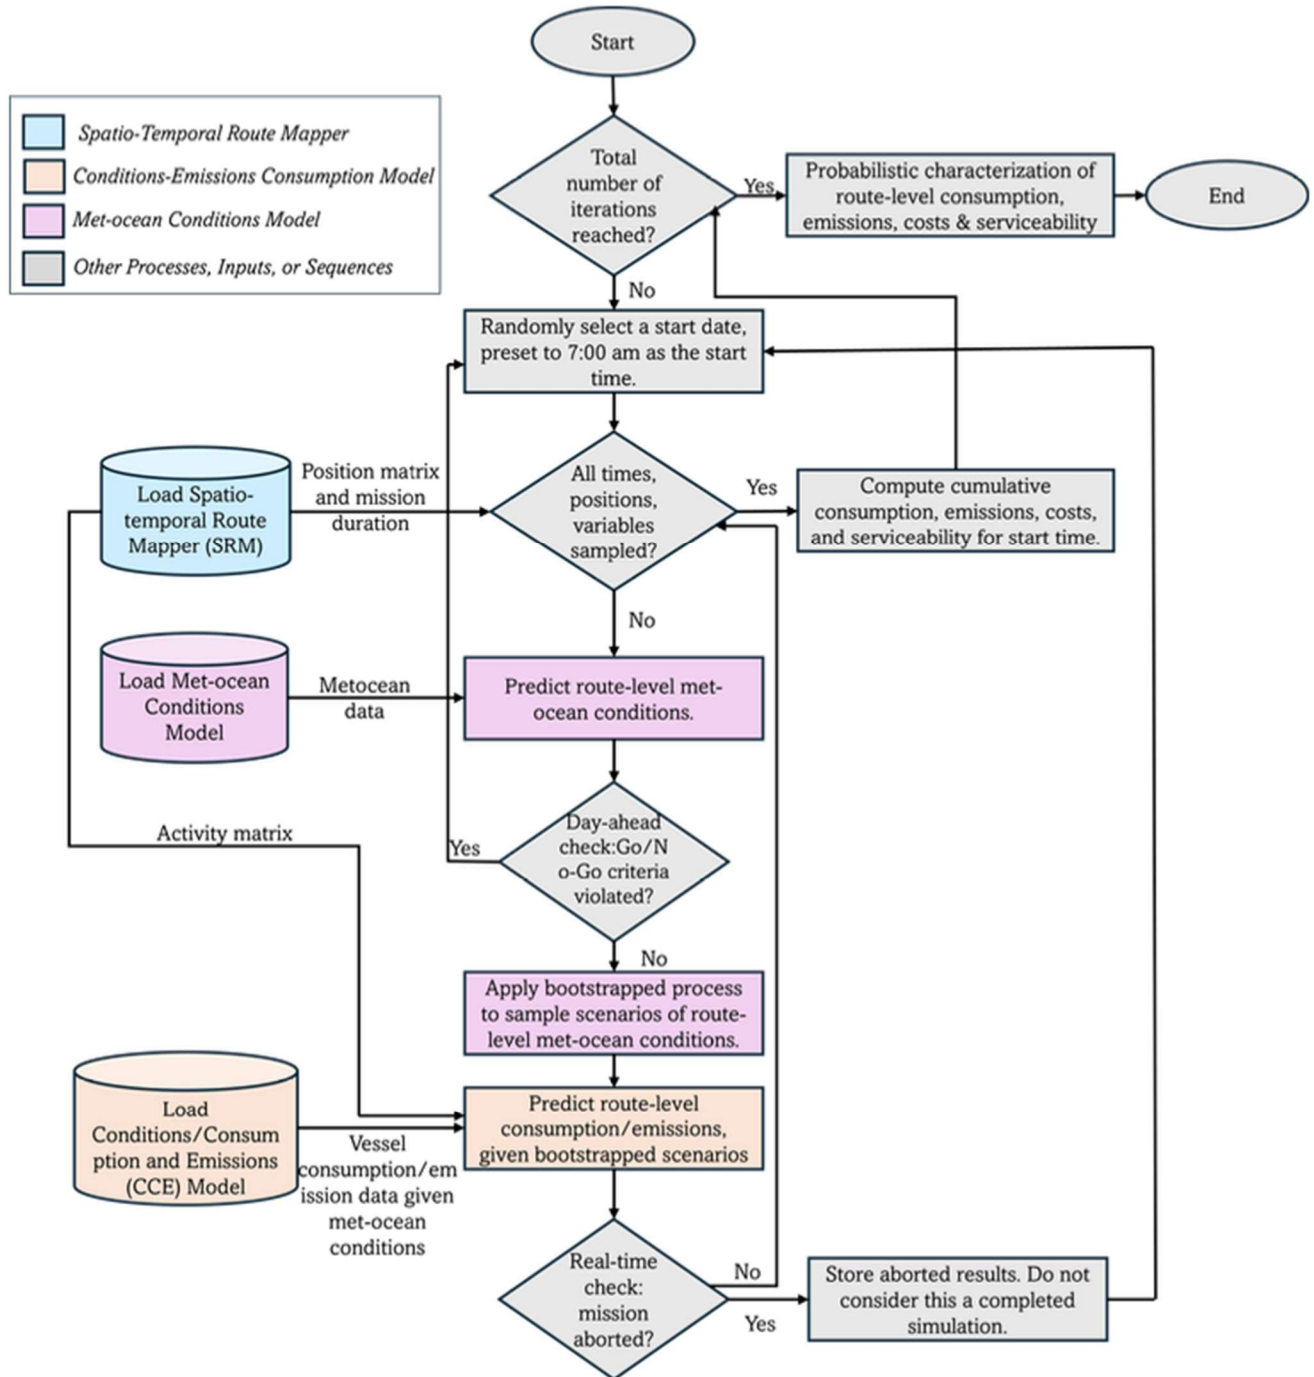 Start
Spatio-Temporal Route Mapper
Conditions-Emissions Consumption Model
Met-ocean Conditions Model
Other Processes, Inputs, or Sequences
Total
number of
iterations
reached?
Yes
Probabilistic characterization of
route-level consumption,
emissions, costs & serviceability
End
No
Randomly select a start date,
preset to 7:00 am as the start
time.
Load Spatio-
temporal Route
Mapper (SRM)
Position matrix
and mission
duration
All times,
positions,
variables
sampled?
Yes
Compute cumulative
consumption, emissions, costs,
and serviceability for start time.
No
Load Met-ocean
Conditions
Model
Metocean
data
Predict route-level met-
ocean conditions.
Activity matrix
Yes
Day-ahead
check:Go/N
o-Go criteria
violated?
No
Apply bootstrapped process
to sample scenarios of route-
level met-ocean conditions.
Load
Conditions/Consum
ption and Emissions
(CCE) Model
Vessel
consumption/em
ission data given
met-ocean
conditions
Predict route-level
consumption/emissions,
given bootstrapped scenarios
Real-time
check:
mission
aborted?
No
Yes
Store aborted results. Do not
consider this a completed
simulation.